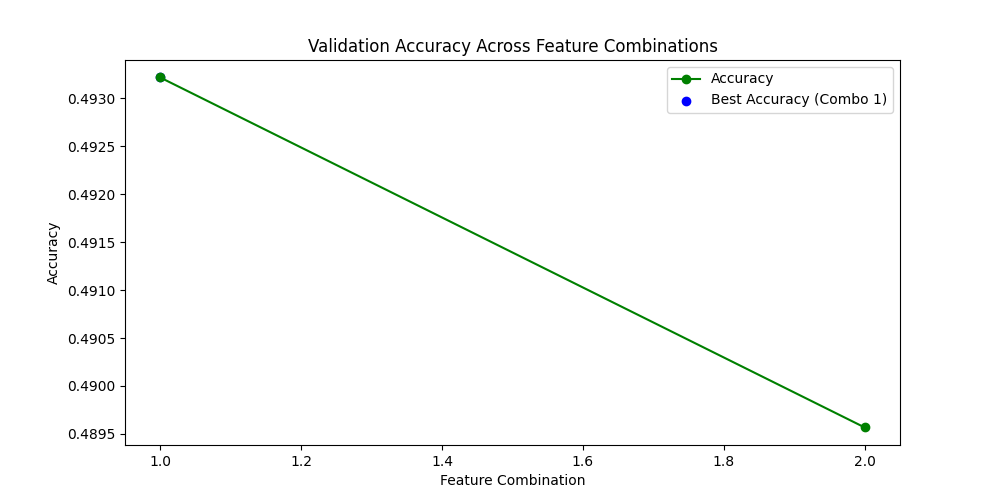 Validation Accuracy Across Feature Combinations
Accuracy
Best Accuracy (Combo 1)
0.4930
0.4925
0.4920
0.4915
0.4910
0.4905
0.4900
0.4895
Accuracy
1.0 1.2 1.4 1.6 1.8 2.0
Feature Combination